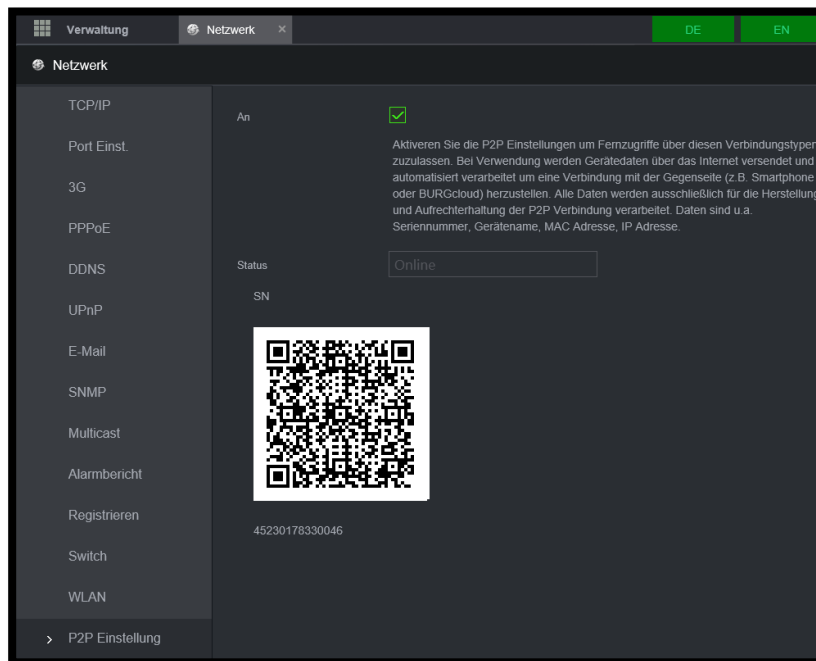 Verwaltung
Netzwerk ×
DE
EN
Netzwerk
TCP/IP
Port Einst.
3G
PPPoE
DDNS
UPnP
E-Mail
SNMP
Multicast
Alarmbericht
Registrieren
Switch
WLAN
P2P Einstellung
An
Aktiveren Sie die P2P Einstellungen um Fernzugriffe über diesen Verbindungstypen
zuzulassen. Bei Verwendung werden Gerätedaten über das Internet versendet und
automatisiert verarbeitet um eine Verbindung mit der Gegenseite (z.B. Smartphone
oder BURGcloud) herzustellen. Alle Daten werden ausschließlich für die Herstellung
und Aufrechterhaltung der P2P Verbindung verarbeitet. Daten sind u.a.
Seriennummer, Gerätename, MAC Adresse, IP Adresse.
Status
Online
SN
45230178330046